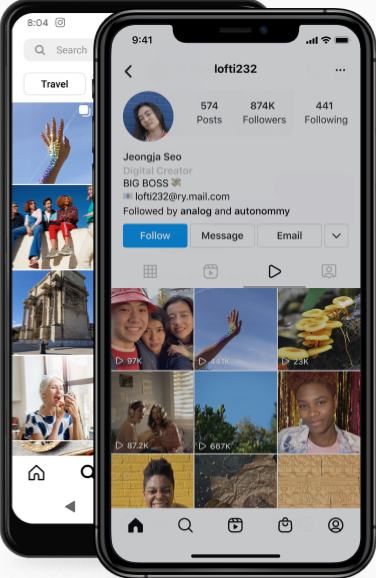 8:04
Search
Travel
9:41
lofti232
574
874K
441
Posts
Followers
Following
Jeongja Seo
Digital Creator
BIG BOSS
lofti232@ry.mail.com
Followed by analog and autonommy
Follow
Message
Email
97K
441K
23K
87.2K
667K